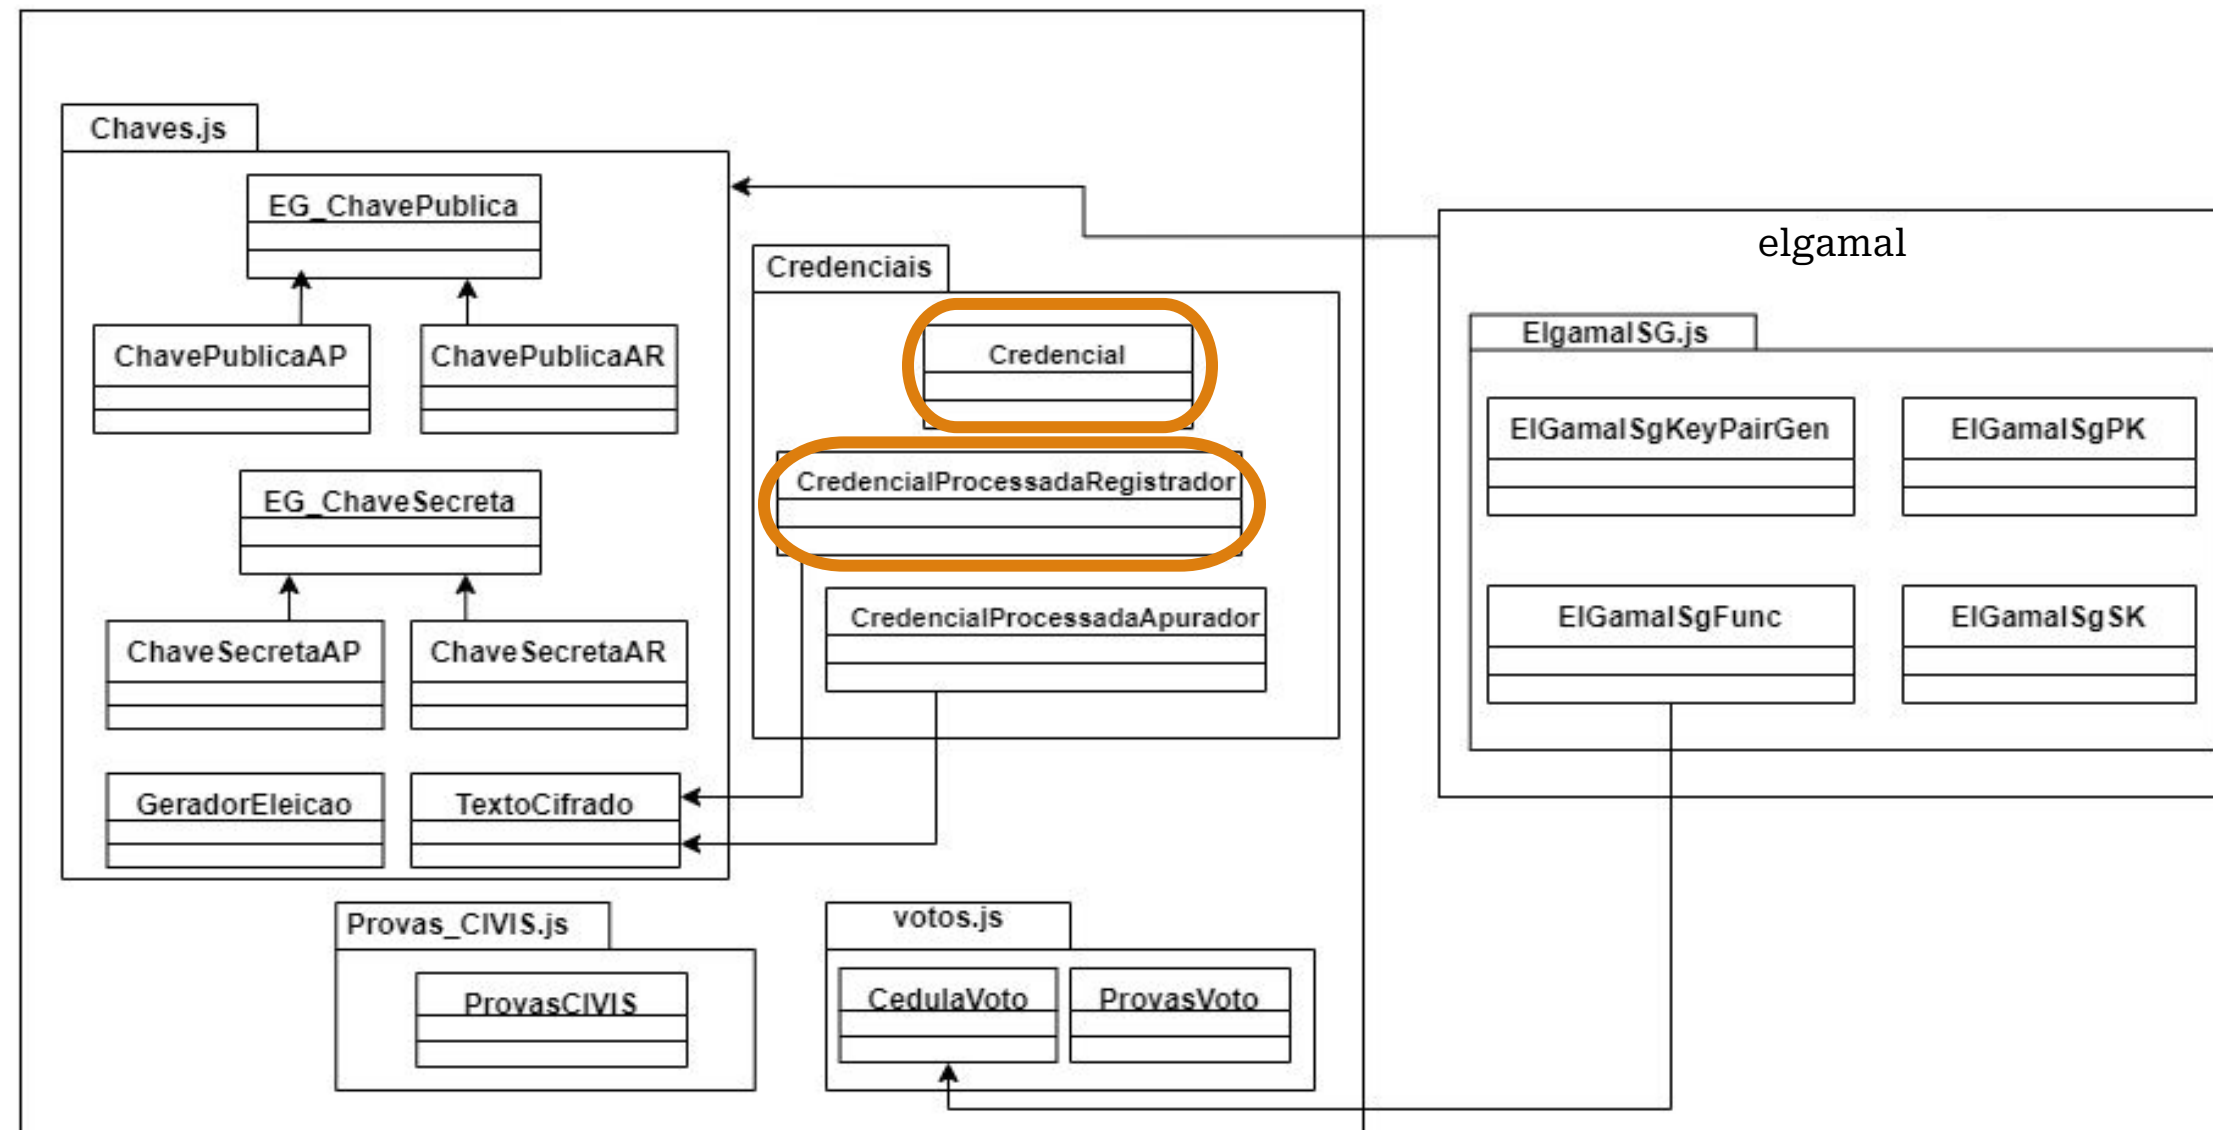 Chaves.js
EG_ChavePublica
ChavePublicaAP
ChavePublicaAR
EG_ChaveSecreta
ChaveSecretaAP
ChaveSecretaAR
GeradorEleicao
TextoCifrado
Credenciais
Credencial
CredencialProcessadaRegistrador
CredencialProcessadaApurador
Provas_CIVIS.js
ProvasCIVIS
votos.js
CedulaVoto
ProvasVoto
elgamal
ElgamalSG.js
ElGamalSgKeyPairGen
ElGamalSgPK
ElGamalSgFunc
ElGamalSgSK